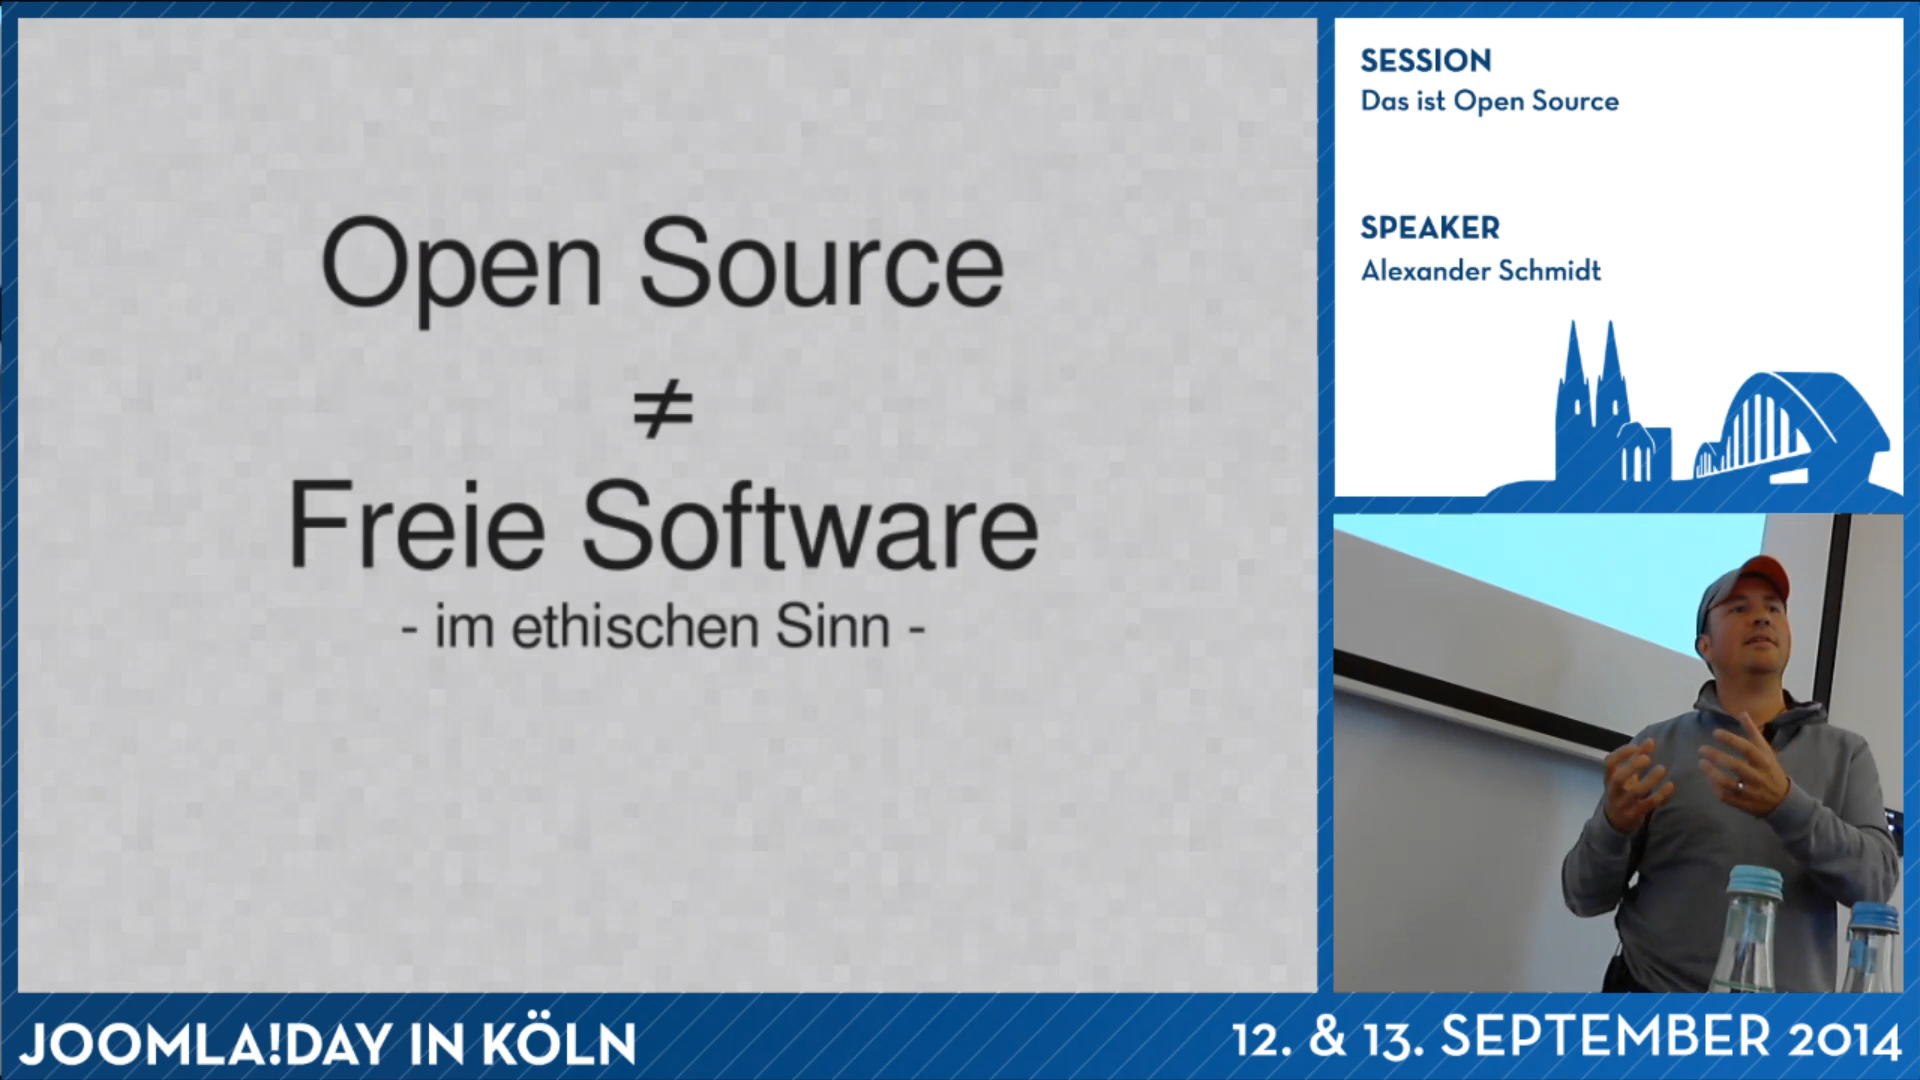 Open Source
≠
Freie Software
- im ethischen Sinn -
SESSION
Das ist Open Source
SPEAKER
Alexander Schmidt
JOOMLA!DAY IN KÖLN
12. & 13. SEPTEMBER 2014